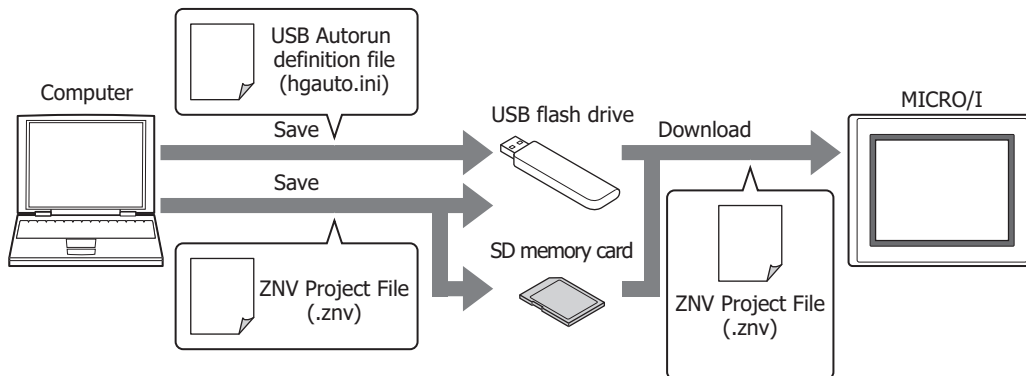 USB Autorun
definition file
(hgauto.ini)
Computer
Save
USB flash drive
Download
MICRO/I
Save
ZNV Project File
(.znv)
SD memory card
ZNV Project File
(.znv)